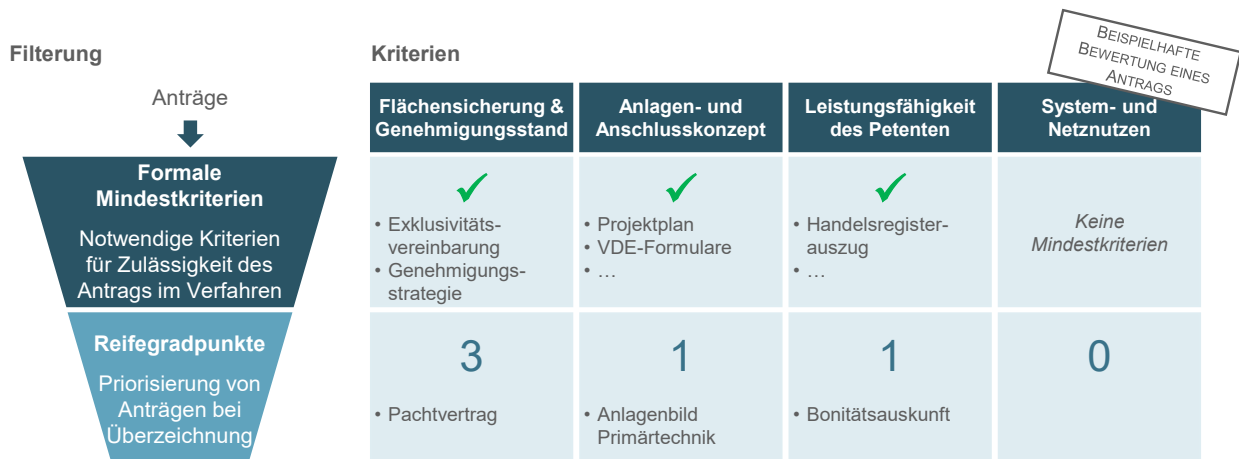 Filterung
Anträge
Formale
Mindestkriterien
Notwendige Kriterien
für Zulässigkeit des
Antrags im Verfahren
Reifegradpunkte
Priorisierung von
Anträgen bei
Überzeichnung
Kriterien
BEISPIELHAFTE
BEWERTUNG EINES
ANTRAGS
Flächensicherung &
Genehmigungsstand
Anlagen- und
Anschlusskonzept
Leistungsfähigkeit
des Petenten
System- und
Netznutzen
• Exklusivitäts-
vereinbarung
• Genehmigungs-
strategie
• Projektplan
• VDE-Formulare
• …
• Handelsregister-
auszug
• …
Keine
Mindestkriterien
3
• Pachtvertrag
1
• Anlagenbild
Primärtechnik
1
• Bonitätsauskunft
0